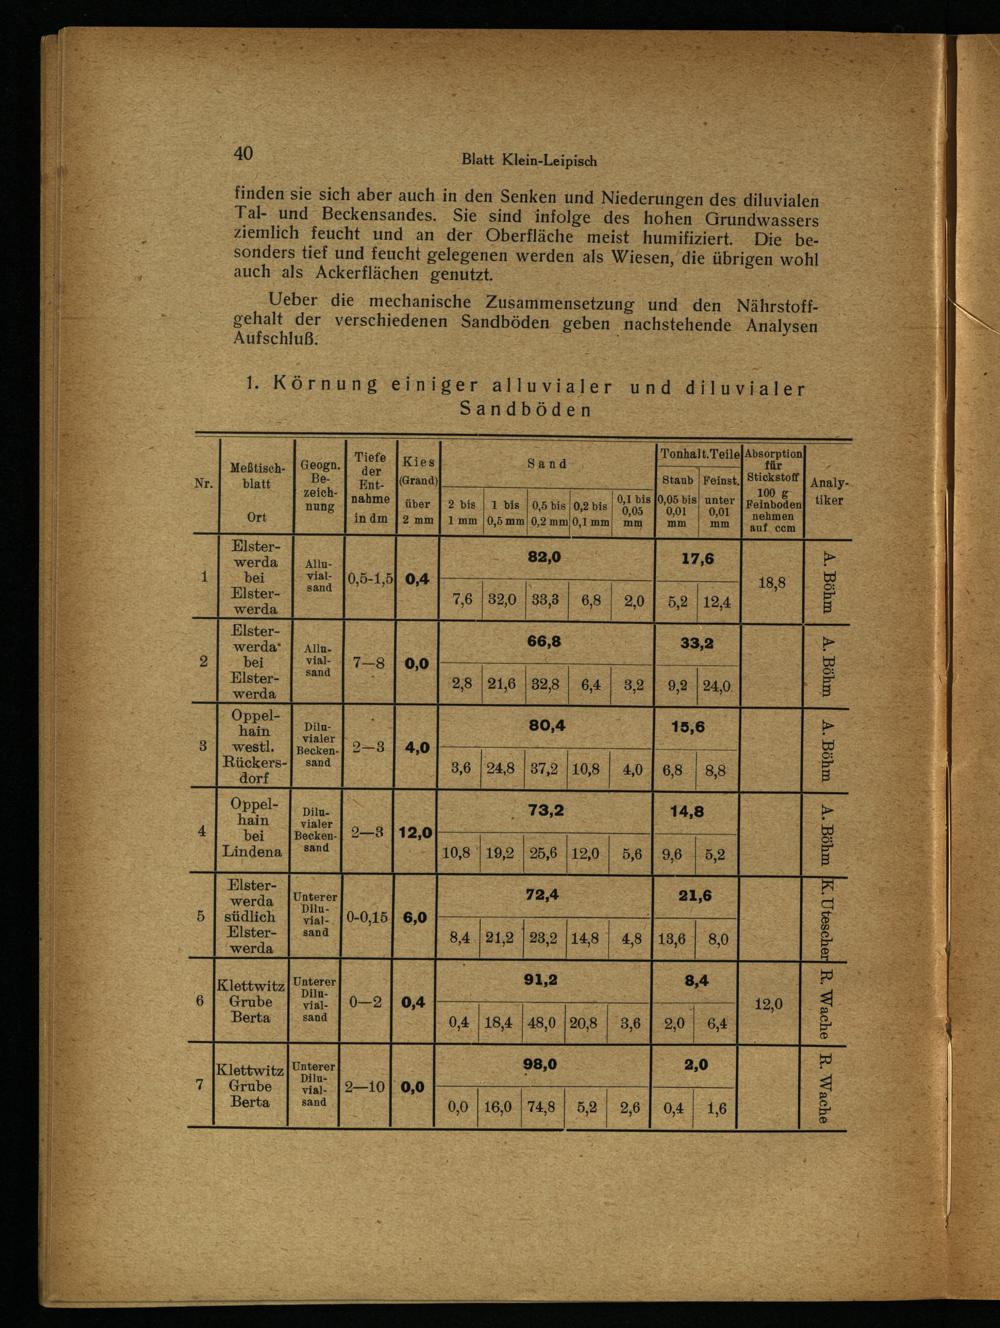 40
Blatt Klein-Leipisch
finden sie sich aber auch in den Senken und Niederungen des diluvialen
Tal- und Beckensandes. Sie sind infolge des hohen Grundwassers
ziemlich feucht und an der Oberfläche meist humifiziert. Die be-
sonders tief und feucht gelegenen werden als Wiesen, die übrigen wohl
auch als Ackerflächen genutzt.
Ueber die mechanische Zusammensetzung und den Nährstoff-
gehalt der verschiedenen Sandböden geben nachstehende Analysen
Aufschluß.
1. Körnung einiger alluvialer und diluvialer
Sandböden
Nr.
Meßtisch-
blatt
Ort
Geogn.
Be-
zeich-
nung
Tiefe
der
Ent-
nahme
in dm
Kies
(Grand)
über
2 mm
Sand
2 bis
1 mm
1 bis
0,5 mm
0,5 bis
0,2 mm
0,2 bis
0,1 mm
0,1 bis
0,05
mm
Tonhalt. Teile
Staub
0,05 bis
0,01
mm
Feinst.
unter
0,01
mm
Absorption
für
Stickstoff
100 g
Feinboden
nehmen
auf ccm
Analy-
tiker
1
Elster-
werda
bei
Elster-
werda
Allu-
vial-
sand
0,5-1,5
0,4
82,0
7,6 32,0 33,3 6,8 2,0
17,6
5,2 12,4
18,8
A. Böhm
2
Elster-
werda
bei
Elster-
werda
Allu-
vial-
sand
7—8
0,0
66,8
2,8 21,6 32,8 6,4 3,2
33,2
9,2 24,0
A. Böhm
3
Oppel-
hain
westl.
Rückers-
dorf
Dilu-
vialer
Becken-
sand
2—3
4,0
80,4
3,6 24,8 37,2 10,8 4,0
15,6
6,8 8,8
A. Böhm
4
Oppel-
hain
bei
Lindena
Dilu-
vialer
Becken-
sand
2—3
12,0
73,2
10,8 19,2 25,6 12,0 5,6
14,8
9,6 5,2
A. Böhm
5
Elster-
werda
südlich
Elster-
werda
Unterer
Dilu-
vial-
sand
0-0,15
6,0
72,4
8,4 21,2 23,2 14,8 4,8
21,6
13,6 8,0
K. Utescher
6
Klettwitz
Grube
Berta
Unterer
Dilu-
vial-
sand
0—2
0,4
91,2
0,4 18,4 48,0 20,8 3,6
8,4
2,0 6,4
12,0
R. Wache
7
Klettwitz
Grube
Berta
Unterer
Dilu-
vial-
sand
2—10
0,0
98,0
0,0 16,0 74,8 5,2 2,6
2,0
0,4 1,6
R. Wache